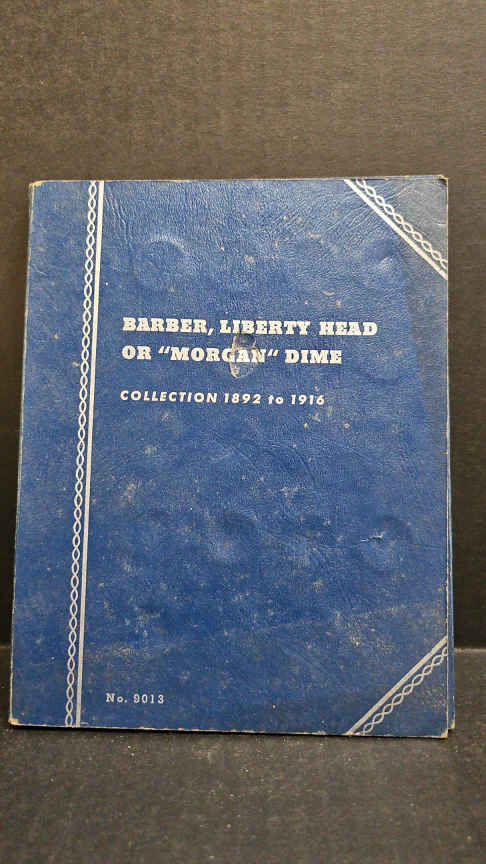 BARBER, LIBERTY HEAD
OR “MORGAN“ DIME
COLLECTION 1892 to 1916
No. 9013